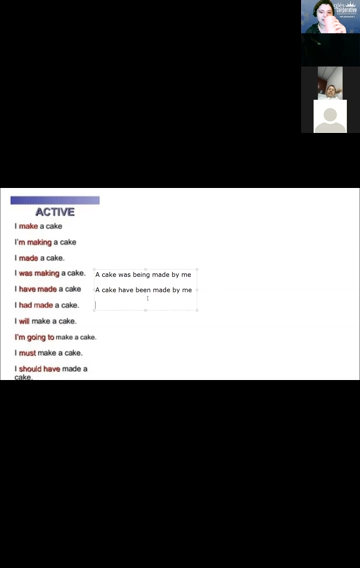 ACTIVE
I make a cake
I'm making a cake
I made a cake.
I was making a cake.
A cake was being made by me
I have made a cake
A cake have been made by me
I had made a cake.
I will make a cake.
I'm going to make a cake.
I must make a cake.
I should have made a
cake.